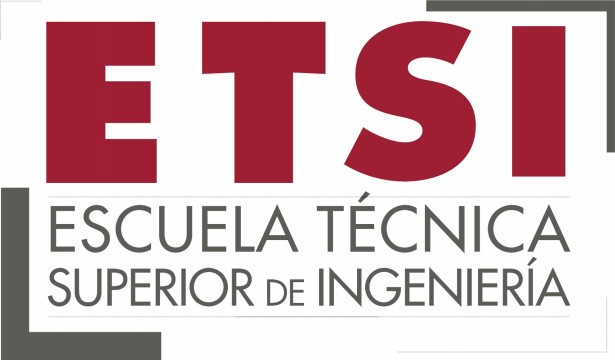 ETSI
ESCUELA TÉCNICA
SUPERIOR DE INGENIERÍA